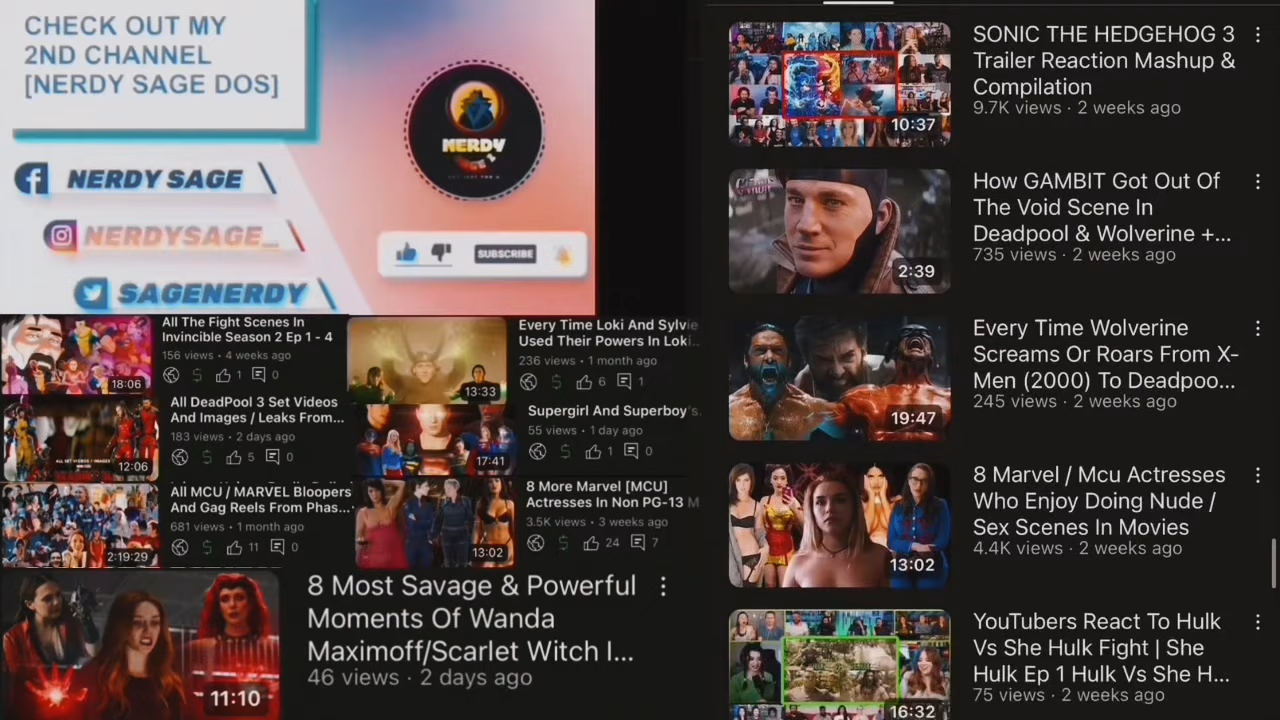 CHECK OUT MY
2ND CHANNEL
[NERDY SAGE DOS]
NERDY SAGE
NERDYSAGE_
SAGENERDY
NERDY
SUBSCRIBE
All The Fight Scenes In
Invincible Season 2 Ep 1 - 4
156 views · 4 weeks ago
1 0
18:06
All DeadPool 3 Set Videos
And Images / Leaks From...
183 views · 2 days ago
5 0
12:06
All MCU / MARVEL Bloopers
And Gag Reels From Phas...
681 views · 1 month ago
11 0
2:19:29
Every Time Loki And Sylvie
Used Their Powers In Loki...
236 views · 1 month ago
6 1
13:33
Supergirl And Superboy's
55 views · 1 day ago
1 0
17:41
8 More Marvel [MCU]
Actresses In Non PG-13 M
3.5K views · 3 weeks ago
24 7
13:02
8 Most Savage & Powerful
Moments Of Wanda
Maximoff/Scarlet Witch I...
46 views · 2 days ago
11:10
SONIC THE HEDGEHOG 3
Trailer Reaction Mashup &
Compilation
9.7K views · 2 weeks ago
10:37
How GAMBIT Got Out Of
The Void Scene In
Deadpool & Wolverine +...
735 views · 2 weeks ago
2:39
Every Time Wolverine
Screams Or Roars From X-
Men (2000) To Deadpoo...
245 views · 2 weeks ago
19:47
8 Marvel / Mcu Actresses
Who Enjoy Doing Nude /
Sex Scenes In Movies
4.4K views · 2 weeks ago
13:02
YouTubers React To Hulk
Vs She Hulk Fight | She
Hulk Ep 1 Hulk Vs She H...
75 views · 2 weeks ago
16:32